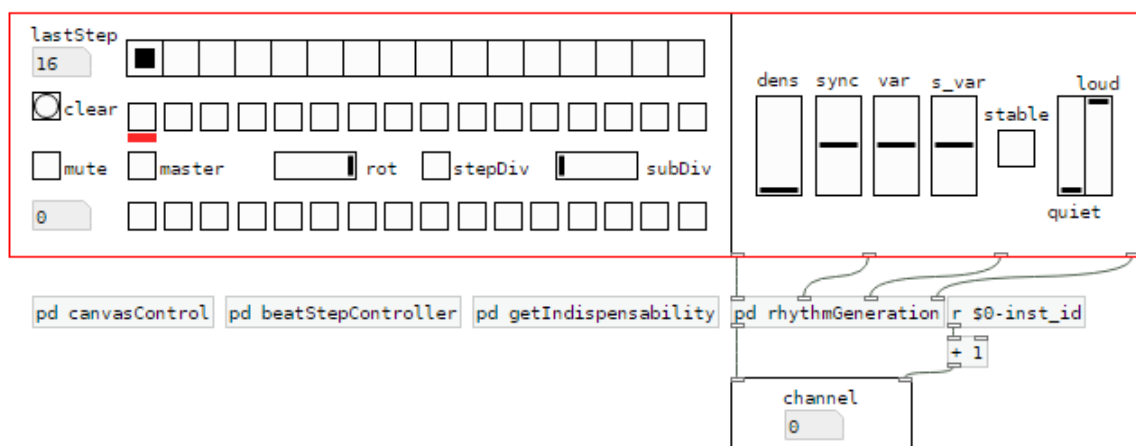 lastStep
16
clear
mute master rot stepDiv subDiv
0
dens sync var s_var loud
stable
quiet
pd canvasControl pd beatStepController pd getIndispensability pd rhythmGeneration r $0-inst_id
+ 1
channel
0